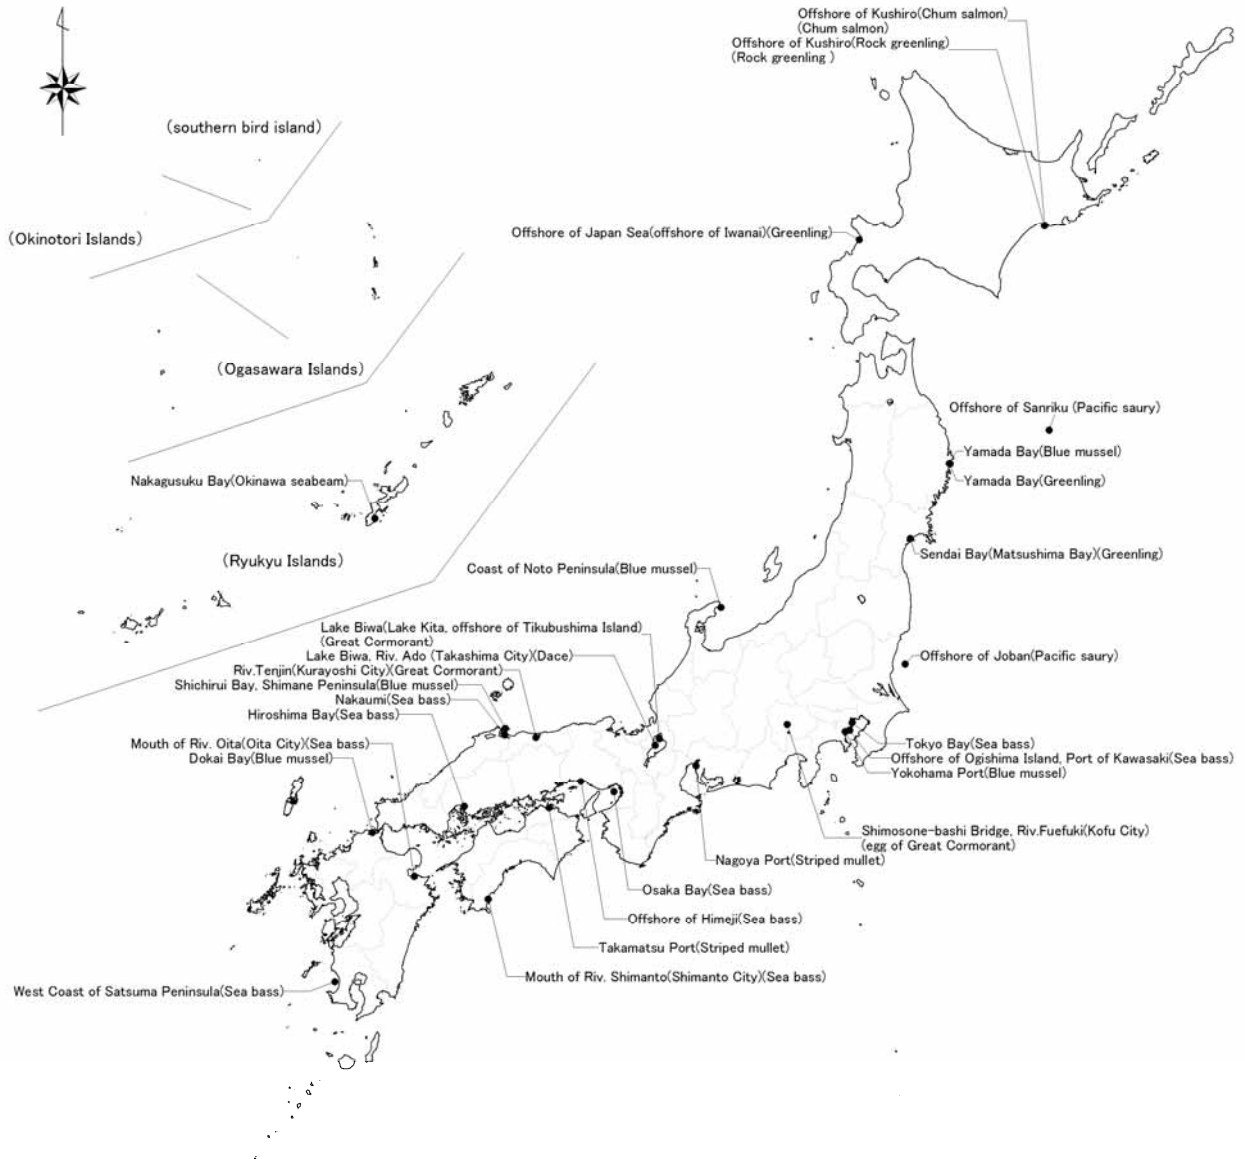 Offshore of Kushiro(Chum salmon)
(Chum salmon)
Offshore of Kushiro(Rock greenling)
(Rock greenling )
(southern bird island)
(Okinotori Islands)
Offshore of Japan Sea(offshore of Iwanai)(Greenling)
(Ogasawara Islands)
Offshore of Sanriku (Pacific saury)
Yamada Bay(Blue mussel)
Nakagusuku Bay(Okinawa seabeam)
Yamada Bay(Greenling)
Sendai Bay(Matsushima Bay)(Greenling)
(Ryukyu Islands)
Coast of Noto Peninsula(Blue mussel)
Lake Biwa(Lake Kita, offshore of Tikubushima Island)
(Great Cormorant)
Lake Biwa, Riv. Ado (Takashima City)(Dace)
Offshore of Joban(Pacific saury)
Riv.Tenjin(Kurayoshi City)(Great Cormorant)
Shichirui Bay, Shimane Peninsula(Blue mussel)
Nakaumi(Sea bass)
Hiroshima Bay(Sea bass)
Mouth of Riv. Oita(Oita City)(Sea bass)
Dokai Bay(Blue mussel)
Tokyo Bay(Sea bass)
Offshore of Ogishima Island, Port of Kawasaki(Sea bass)
Yokohama Port(Blue mussel)
Shimosone-bashi Bridge, Riv.Fuefuki(Kofu City)
(egg of Great Cormorant)
Nagoya Port(Striped mullet)
Osaka Bay(Sea bass)
Offshore of Himeji(Sea bass)
Takamatsu Port(Striped mullet)
Mouth of Riv. Shimanto(Shimanto City)(Sea bass)
West Coast of Satsuma Peninsula(Sea bass)